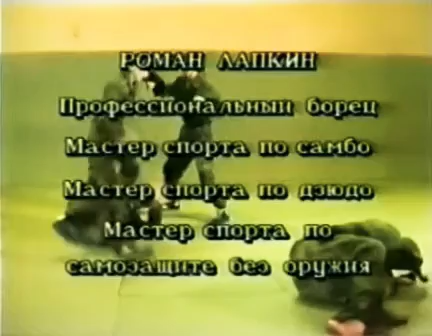 РОМАН ЛАПКИН
Профессиональный борец
Мастер спорта по самбо
Мастер спорта по дзюдо
Мастер спорта по
самозащите без оружия